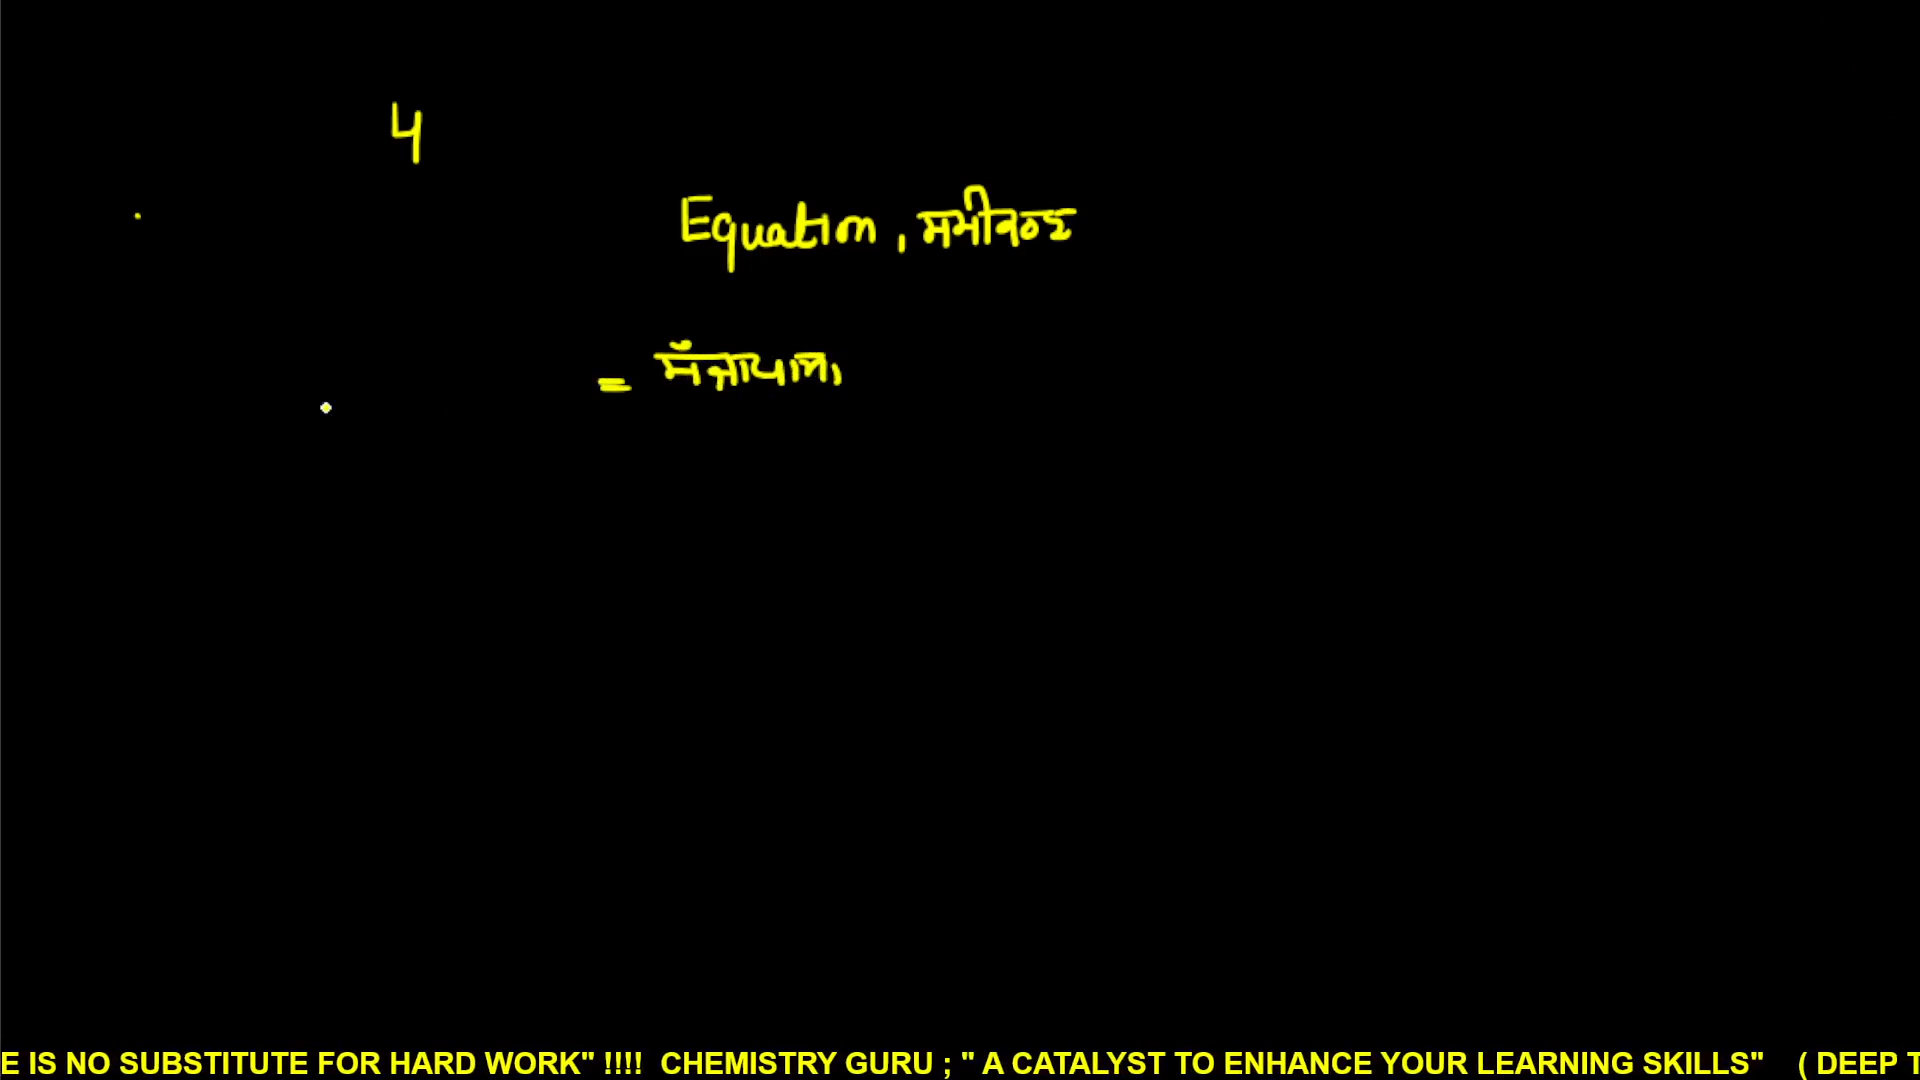 4
Equation, ਸਮੀਕਰਣ
=
E IS NO SUBSTITUTE FOR HARD WORK" !!!! CHEMISTRY GURU ; " A CATALYST TO ENHANCE YOUR LEARNING SKILLS" ( DEEP T